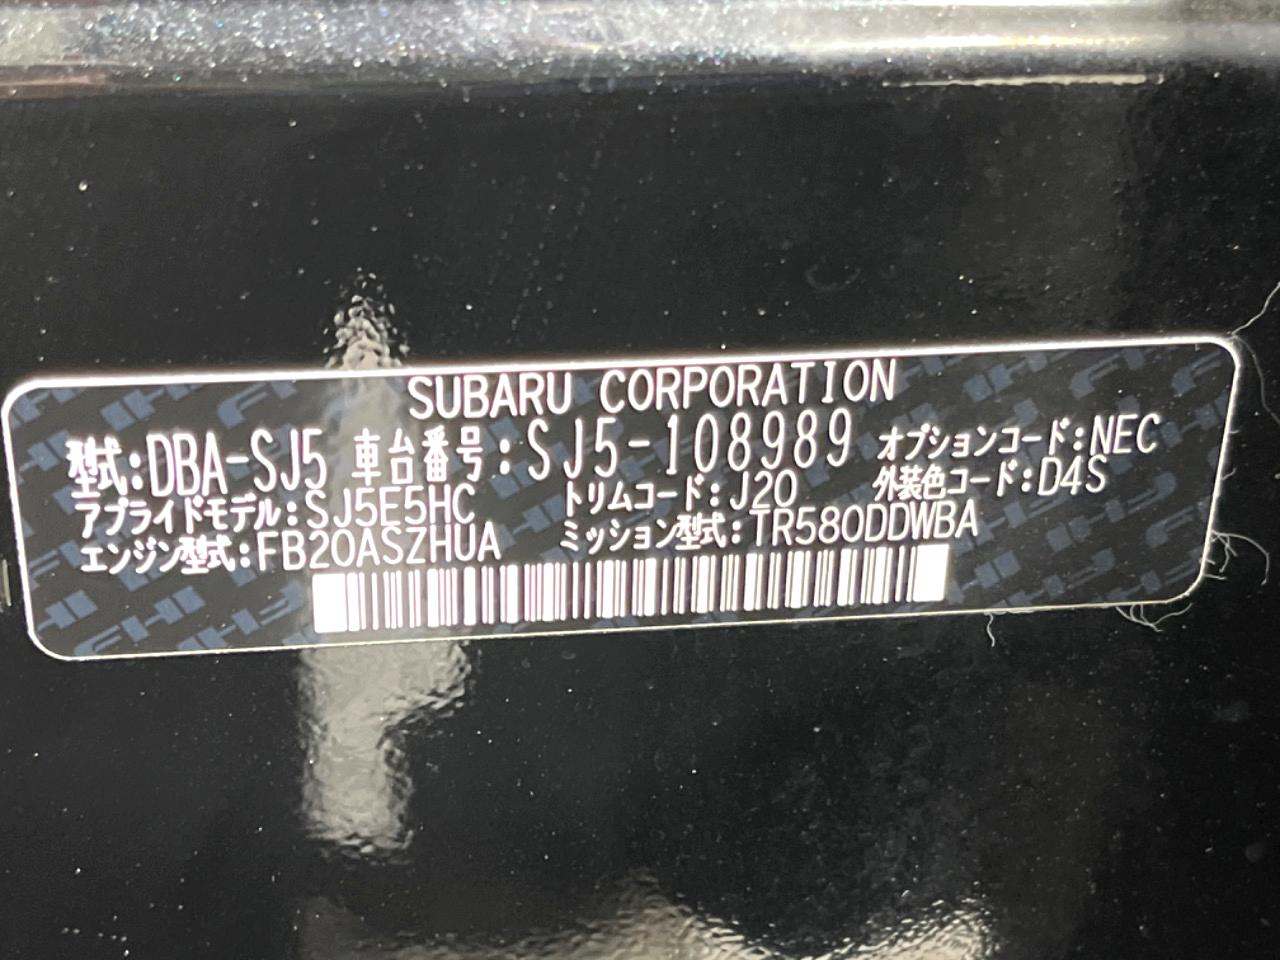 SUBARU CORPORATION
型式:DBA-SJ5 車台番号:SJ5-108989 オプションコード:NEC
アプライドモデル:SJ5E5HC トリムコード:J20 外装色コード:D4S
エンジン型式:FB20ASZHUA ミッション型式:TR580DDWBA